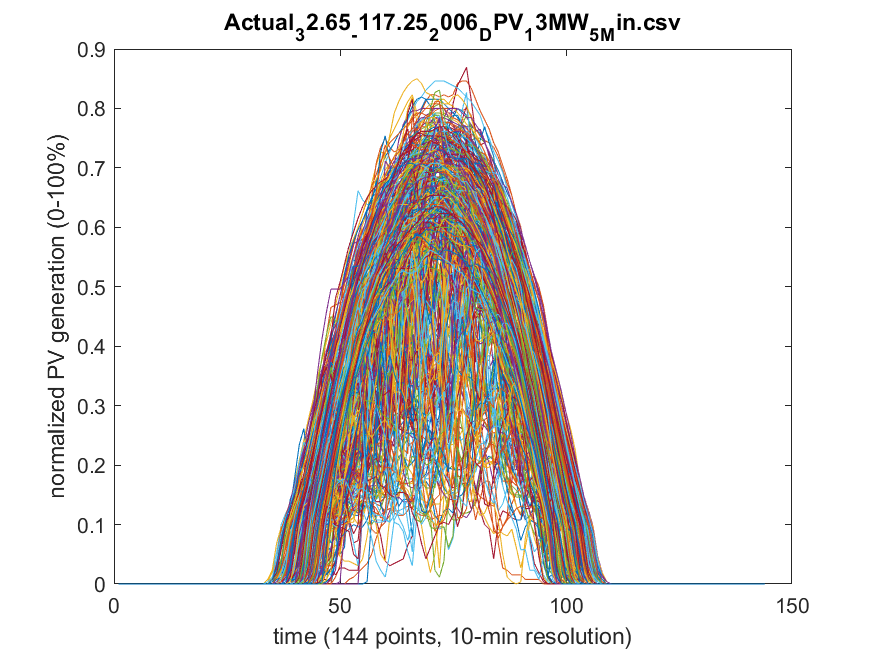 Actual_32.65_-117.25_2006_DPV_13MW_5Min.csv
0.9
0.8
0.7
0.6
0.5
0.4
0.3
0.2
0.1
0
normalized PV generation (0-100%)
0 50 100 150
time (144 points, 10-min resolution)